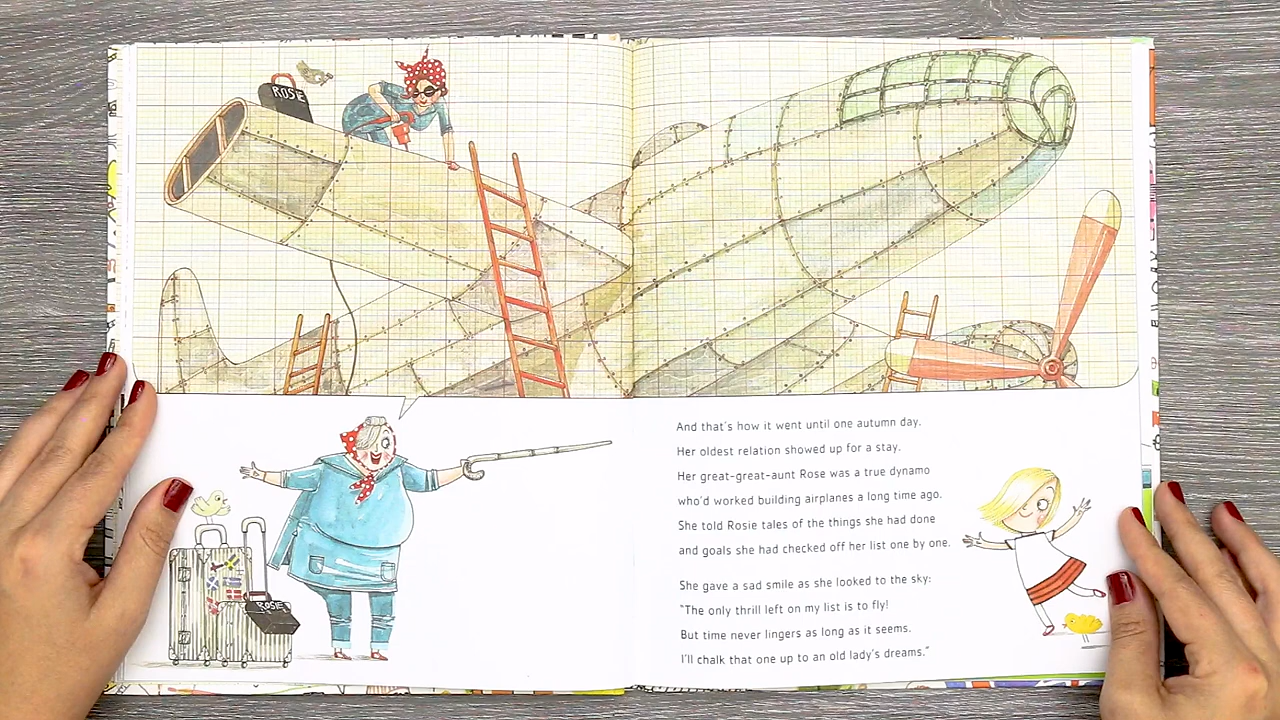 ROSIE
ROSIE
And that's how it went until one autumn day.
Her oldest relation showed up for a stay.
Her great-great-aunt Rose was a true dynamo
who'd worked building airplanes a long time ago.
She told Rosie tales of the things she had done
and goals she had checked off her list one by one.
She gave a sad smile as she looked to the sky:
"The only thrill left on my list is to fly!
But time never lingers as long as it seems.
I'll chalk that one up to an old lady's dreams."